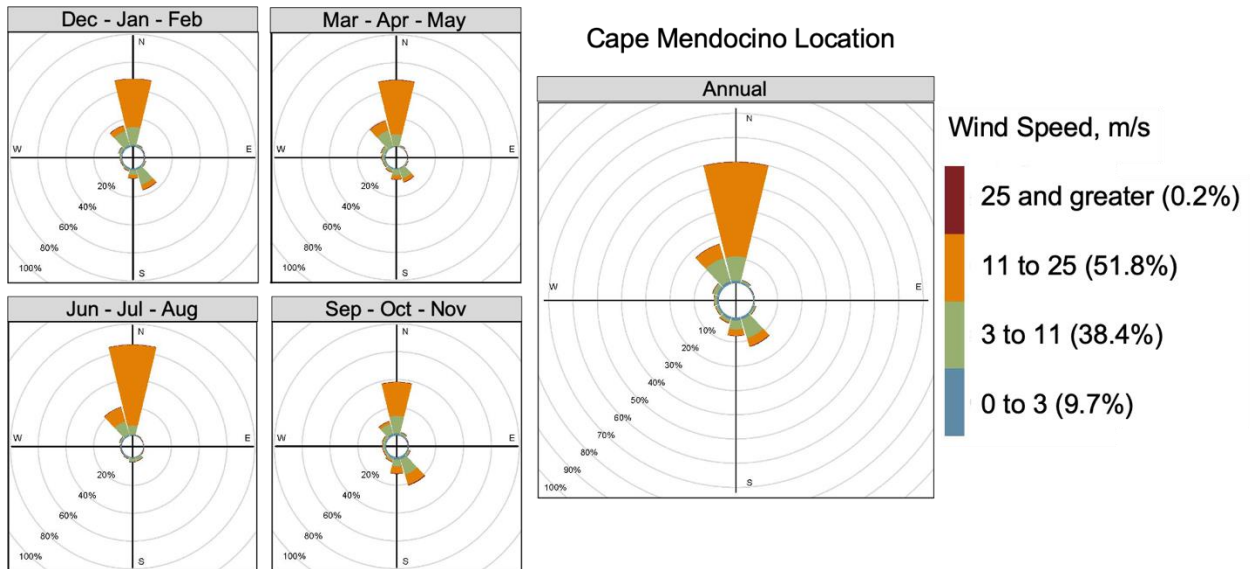 Dec - Jan - Feb
N
W
E
S
20%
40%
60%
80%
100%
Mar - Apr - May
N
W
E
S
20%
40%
60%
80%
100%
Jun - Jul - Aug
N
W
E
S
20%
40%
60%
80%
100%
Sep - Oct - Nov
N
W
E
S
20%
40%
60%
80%
100%
Cape Mendocino Location
Annual
N
W
E
S
10%
20%
30%
40%
50%
60%
70%
80%
90%
100%
Wind Speed, m/s
25 and greater (0.2%)
11 to 25 (51.8%)
3 to 11 (38.4%)
0 to 3 (9.7%)